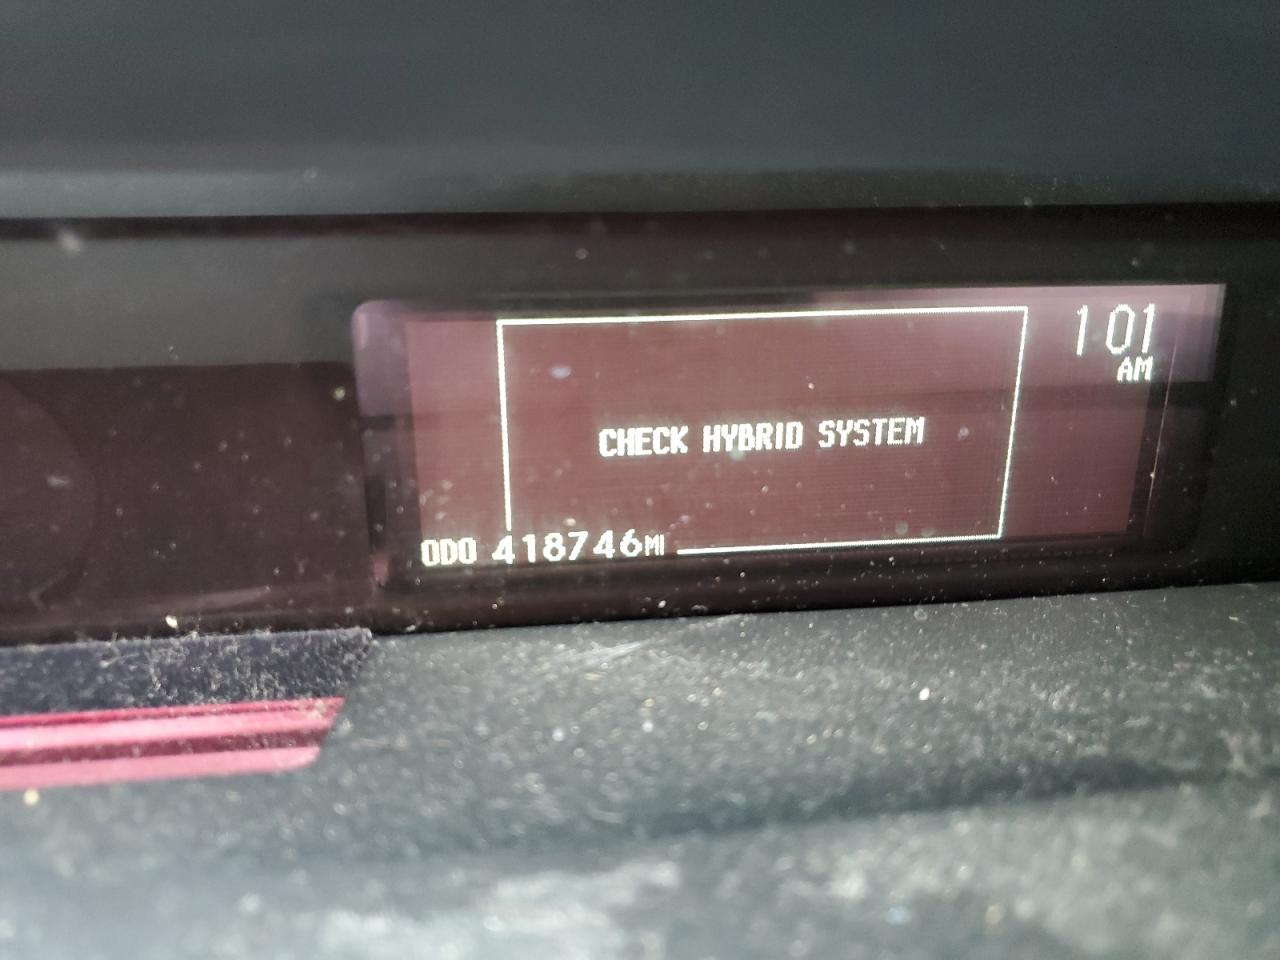 1:01
AM
CHECK HYBRID SYSTEM
ODO 418746MI